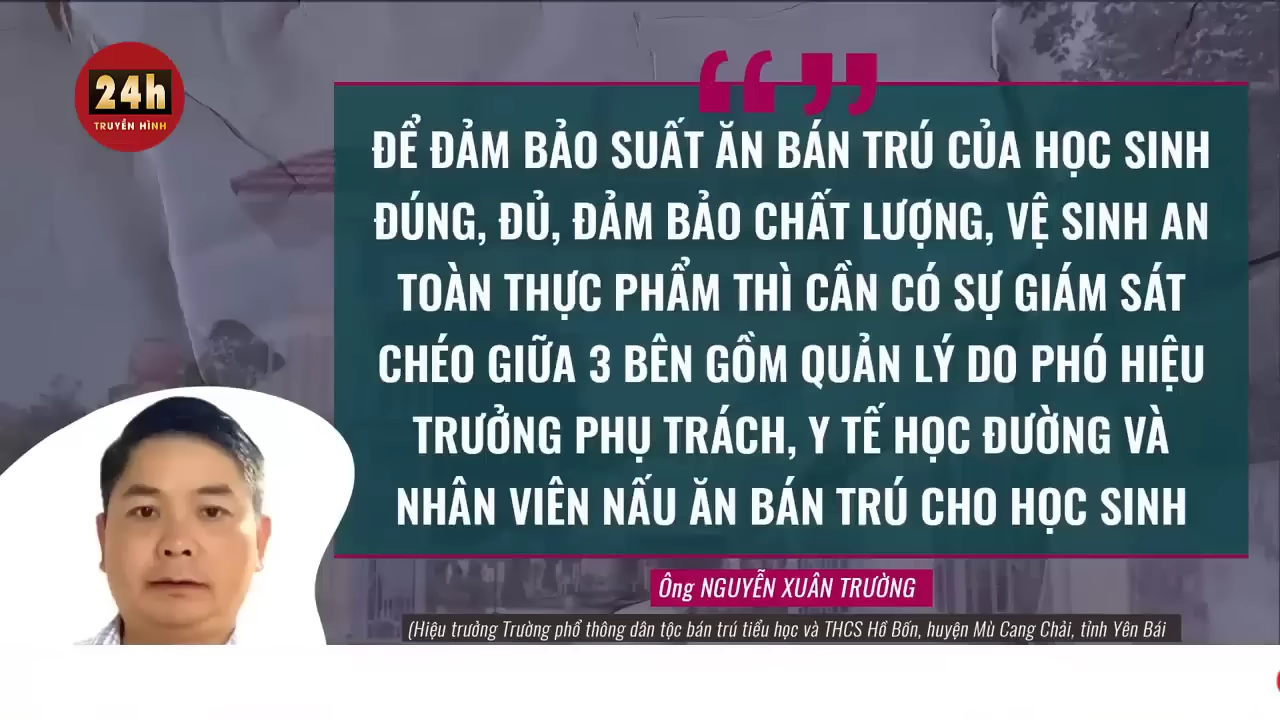 24h
TRUYỀN HÌNH
ĐỂ ĐẢM BẢO SUẤT ĂN BÁN TRÚ CỦA HỌC SINH
ĐÚNG, ĐỦ, ĐẢM BẢO CHẤT LƯỢNG, VỆ SINH AN
TOÀN THỰC PHẨM THÌ CẦN CÓ SỰ GIÁM SÁT
CHÉO GIỮA 3 BÊN GỒM QUẢN LÝ DO PHÓ HIỆU
TRƯỞNG PHỤ TRÁCH, Y TẾ HỌC ĐƯỜNG VÀ
NHÂN VIÊN NẤU ĂN BÁN TRÚ CHO HỌC SINH
Ông NGUYỄN XUÂN TRƯỜNG
(Hiệu trưởng Trường phổ thông dân tộc bán trú tiểu học và THCS Hồ Bốn, huyện Mù Cang Chải, tỉnh Yên Bái